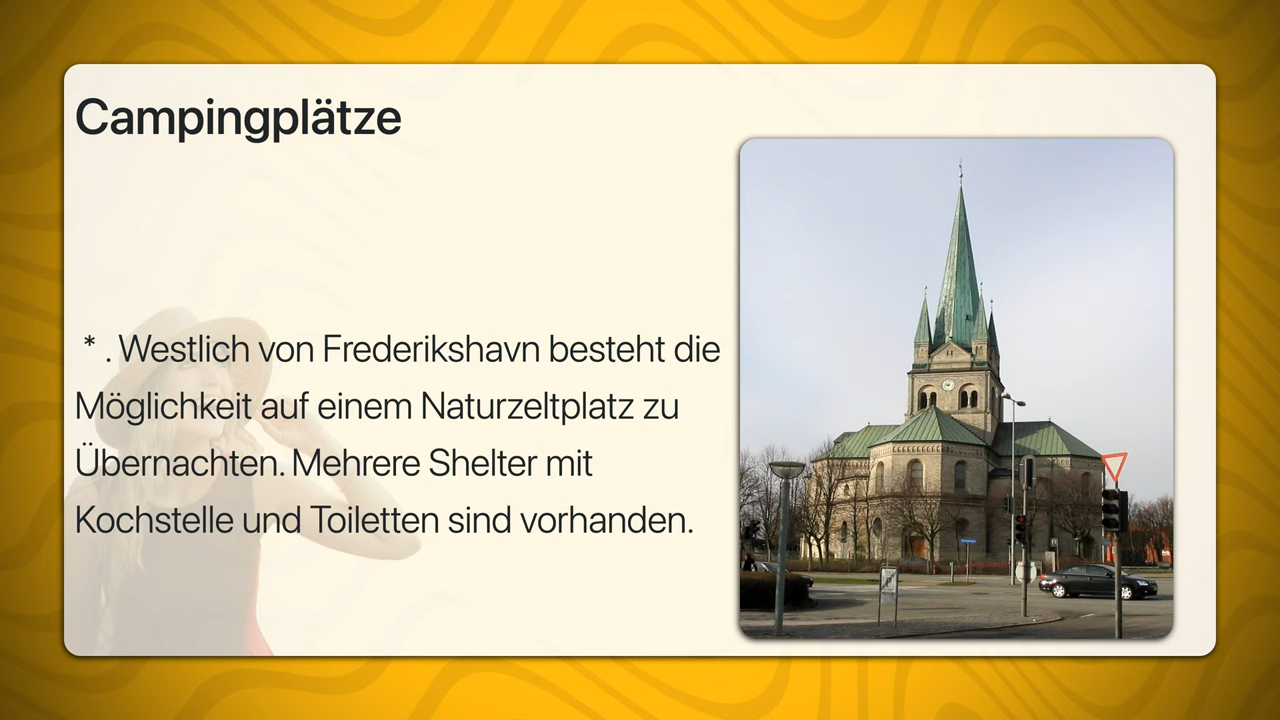 Campingplätze
* . Westlich von Frederikshavn besteht die
Möglichkeit auf einem Naturzeltplatz zu
Übernachten. Mehrere Shelter mit
Kochstelle und Toiletten sind vorhanden.